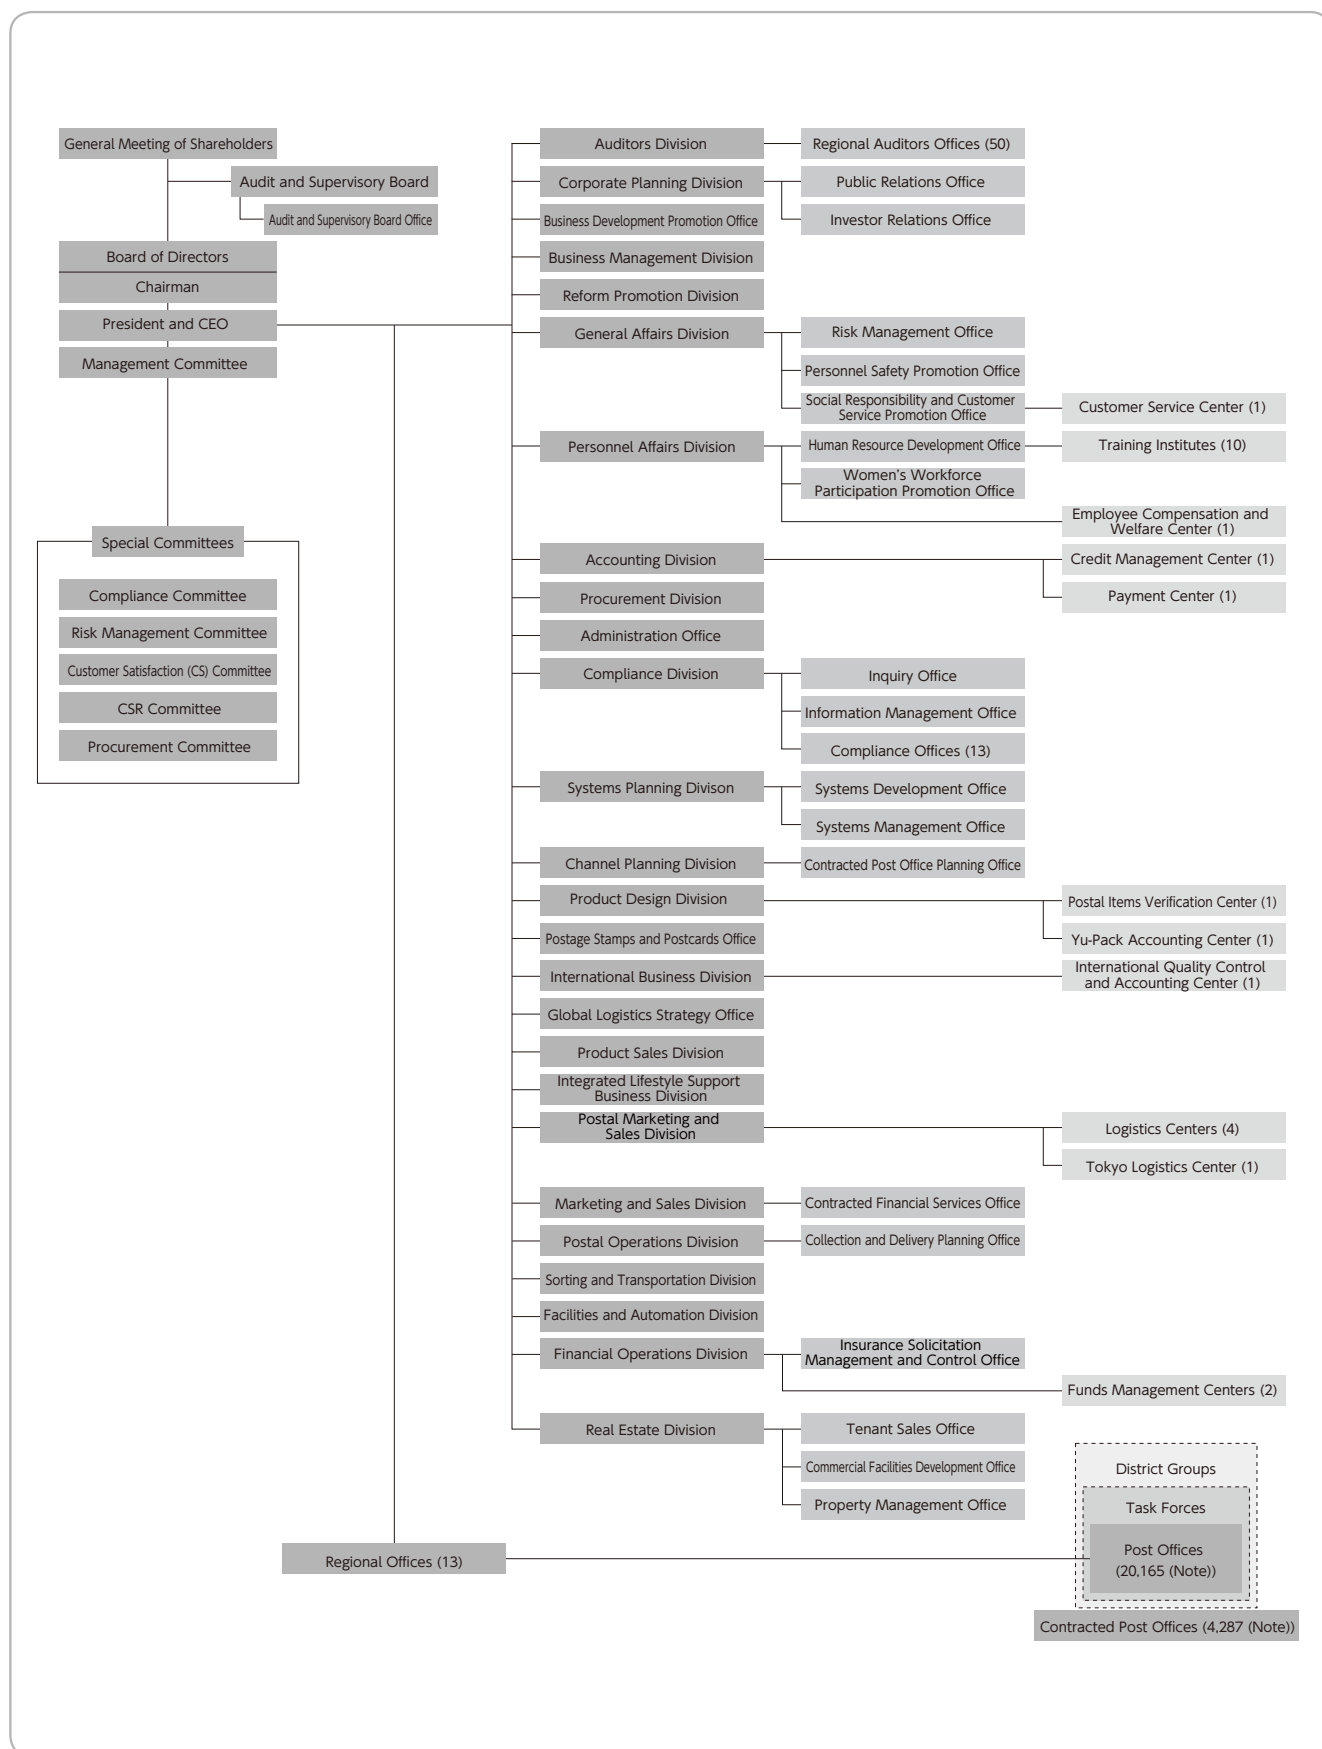 General Meeting of Shareholders
Audit and Supervisory Board
Audit and Supervisory Board Office
Board of Directors
Chairman
President and CEO
Management Committee
Special Committees
Compliance Committee
Risk Management Committee
Customer Satisfaction (CS) Committee
CSR Committee
Procurement Committee
Auditors Division
Regional Auditors Offices (50)
Corporate Planning Division
Public Relations Office
Investor Relations Office
Business Development Promotion Office
Business Management Division
Reform Promotion Division
General Affairs Division
Risk Management Office
Personnel Safety Promotion Office
Social Responsibility and Customer
Service Promotion Office
Customer Service Center (1)
Personnel Affairs Division
Human Resource Development Office
Training Institutes (10)
Women's Workforce
Participation Promotion Office
Employee Compensation and
Welfare Center (1)
Accounting Division
Credit Management Center (1)
Payment Center (1)
Procurement Division
Administration Office
Compliance Division
Inquiry Office
Information Management Office
Compliance Offices (13)
Systems Planning Divison
Systems Development Office
Systems Management Office
Channel Planning Division
Contracted Post Office Planning Office
Product Design Division
Postal Items Verification Center (1)
Yu-Pack Accounting Center (1)
Postage Stamps and Postcards Office
International Business Division
International Quality Control
and Accounting Center (1)
Global Logistics Strategy Office
Product Sales Division
Integrated Lifestyle Support
Business Division
Postal Marketing and
Sales Division
Logistics Centers (4)
Tokyo Logistics Center (1)
Marketing and Sales Division
Contracted Financial Services Office
Postal Operations Division
Collection and Delivery Planning Office
Sorting and Transportation Division
Facilities and Automation Division
Financial Operations Division
Insurance Solicitation
Management and Control Office
Funds Management Centers (2)
Real Estate Division
Tenant Sales Office
Commercial Facilities Development Office
Property Management Office
Regional Offices (13)
District Groups
Task Forces
Post Offices
(20,165 (Note))
Contracted Post Offices (4,287 (Note))